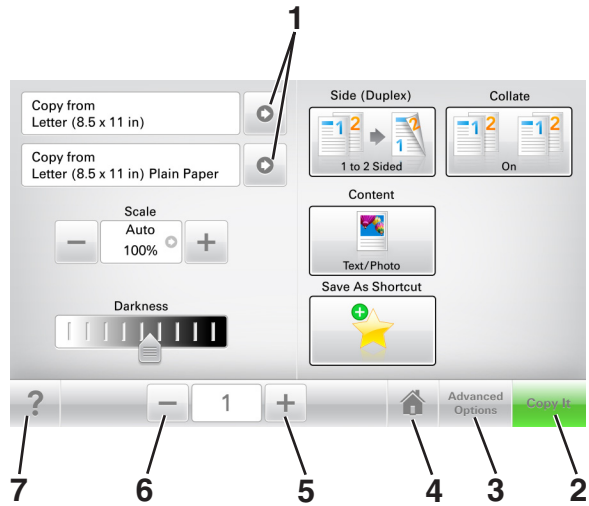 1
Copy from
Letter (8.5 x 11 in)
Copy from
Letter (8.5 x 11 in) Plain Paper
Scale
Auto
100%
Darkness
Side (Duplex)
1 2
2
1
1 to 2 Sided
Collate
1 2
1 2
On
Content
Text/Photo
Save As Shortcut
?
1
Advanced
Options
Copy It
7
6
5
4
3
2